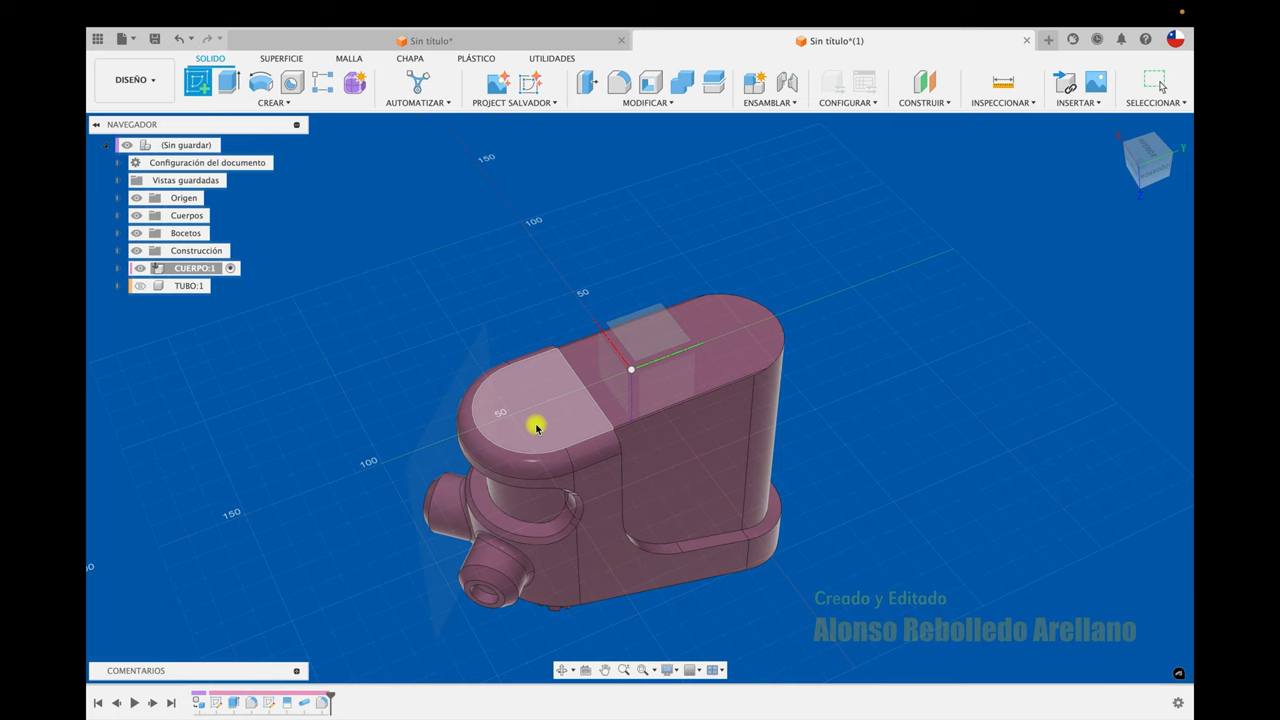 Sin título*
Sin título*(1)
DISEÑO
SOLIDO
SUPERFICIE
MALLA
CHAPA
PLÁSTICO
UTILIDADES
CREAR
AUTOMATIZAR
PROJECT SALVADOR
MODIFICAR
ENSAMBLAR
CONFIGURAR
CONSTRUIR
INSPECCIONAR
INSERTAR
SELECCIONAR
NAVEGADOR
(Sin guardar)
Configuración del documento
Vistas guardadas
Origen
Cuerpos
Bocetos
Construcción
CUERPO:1
TUBO:1
150
100
50
50
100
150
X
Y
Z
Creado y Editado
Alonso Rebolledo Arellano
COMENTARIOS